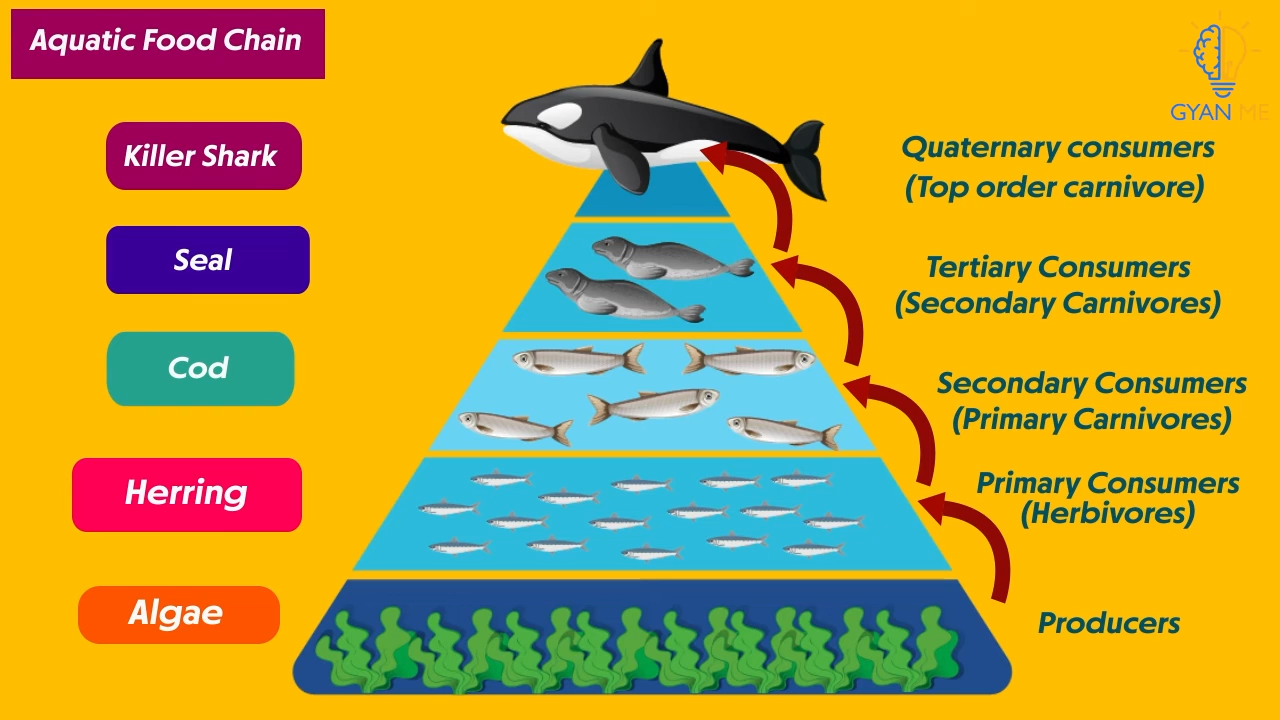 Aquatic Food Chain
GYAN ME
Killer Shark
Quaternary consumers
(Top order carnivore)
Seal
Tertiary Consumers
(Secondary Carnivores)
Cod
Secondary Consumers
(Primary Carnivores)
Herring
Primary Consumers
(Herbivores)
Algae
Producers